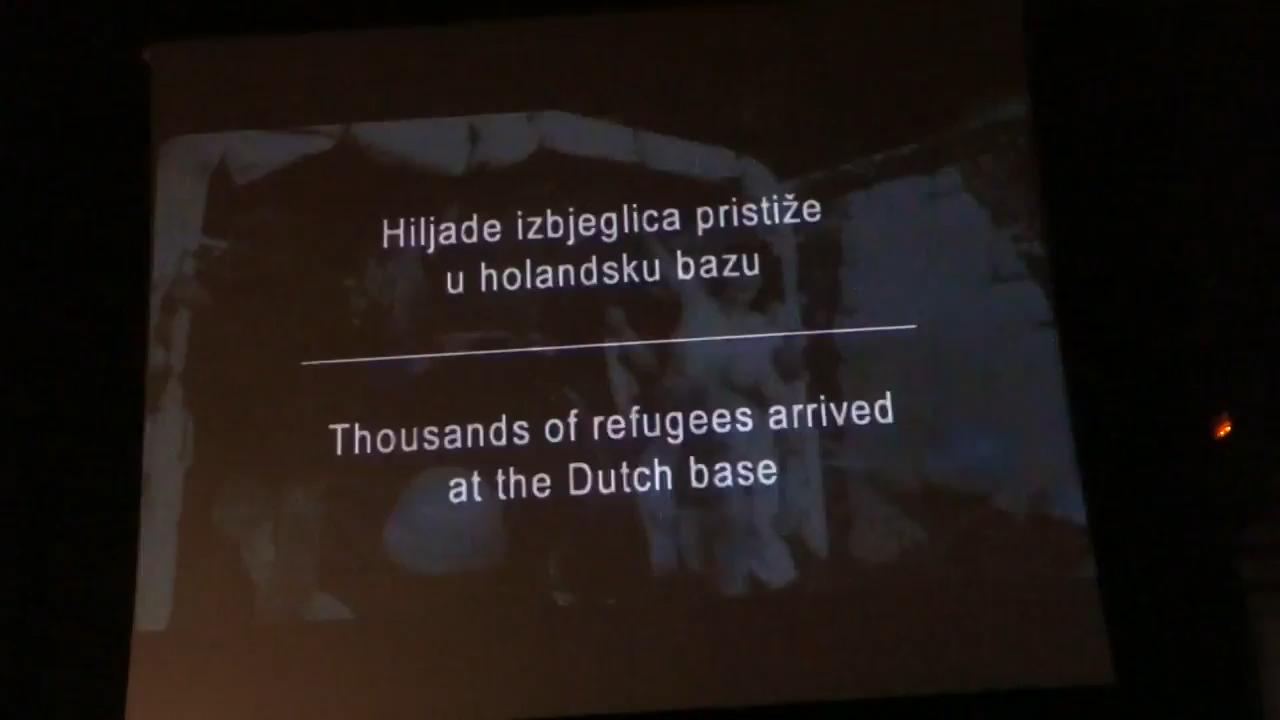 Hiljade izbjeglica pristiže
u holandsku bazu
Thousands of refugees arrived
at the Dutch base